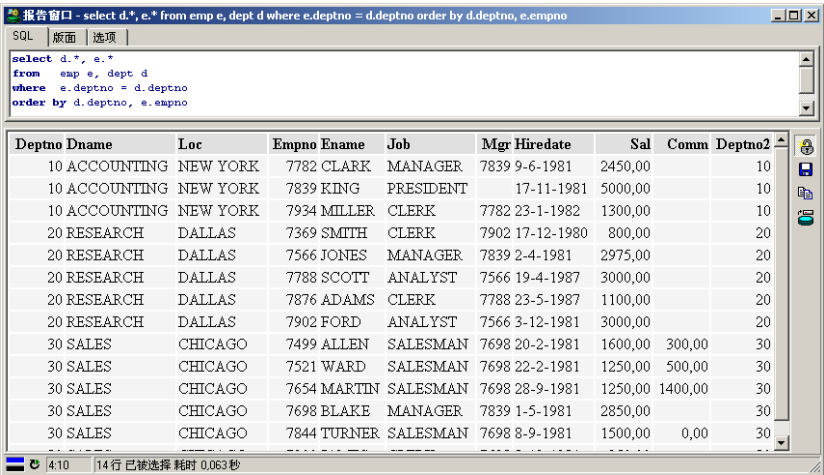 报告窗口 - select d.*, e.* from emp e, dept d where e.deptno = d.deptno order by d.deptno, e.empno
SQL 版面 选项
select d.*, e.*
from emp e, dept d
where e.deptno = d.deptno
order by d.deptno, e.empno
Deptno Dname Loc Empno Ename Job Mgr Hiredate Sal Comm Deptno2
10 ACCOUNTING NEW YORK 7782 CLARK MANAGER 7839 9-6-1981 2450,00 10
10 ACCOUNTING NEW YORK 7839 KING PRESIDENT 17-11-1981 5000,00 10
10 ACCOUNTING NEW YORK 7934 MILLER CLERK 7782 23-1-1982 1300,00 10
20 RESEARCH DALLAS 7369 SMITH CLERK 7902 17-12-1980 800,00 20
20 RESEARCH DALLAS 7566 JONES MANAGER 7839 2-4-1981 2975,00 20
20 RESEARCH DALLAS 7788 SCOTT ANALYST 7566 19-4-1987 3000,00 20
20 RESEARCH DALLAS 7876 ADAMS CLERK 7788 23-5-1987 1100,00 20
20 RESEARCH DALLAS 7902 FORD ANALYST 7566 3-12-1981 3000,00 20
30 SALES CHICAGO 7499 ALLEN SALESMAN 7698 20-2-1981 1600,00 300,00 30
30 SALES CHICAGO 7521 WARD SALESMAN 7698 22-2-1981 1250,00 500,00 30
30 SALES CHICAGO 7654 MARTIN SALESMAN 7698 28-9-1981 1250,00 1400,00 30
30 SALES CHICAGO 7698 BLAKE MANAGER 7839 1-5-1981 2850,00 30
30 SALES CHICAGO 7844 TURNER SALESMAN 7698 8-9-1981 1500,00 0,00 30
4:10 14 行 已被选择 耗时 0,063 秒